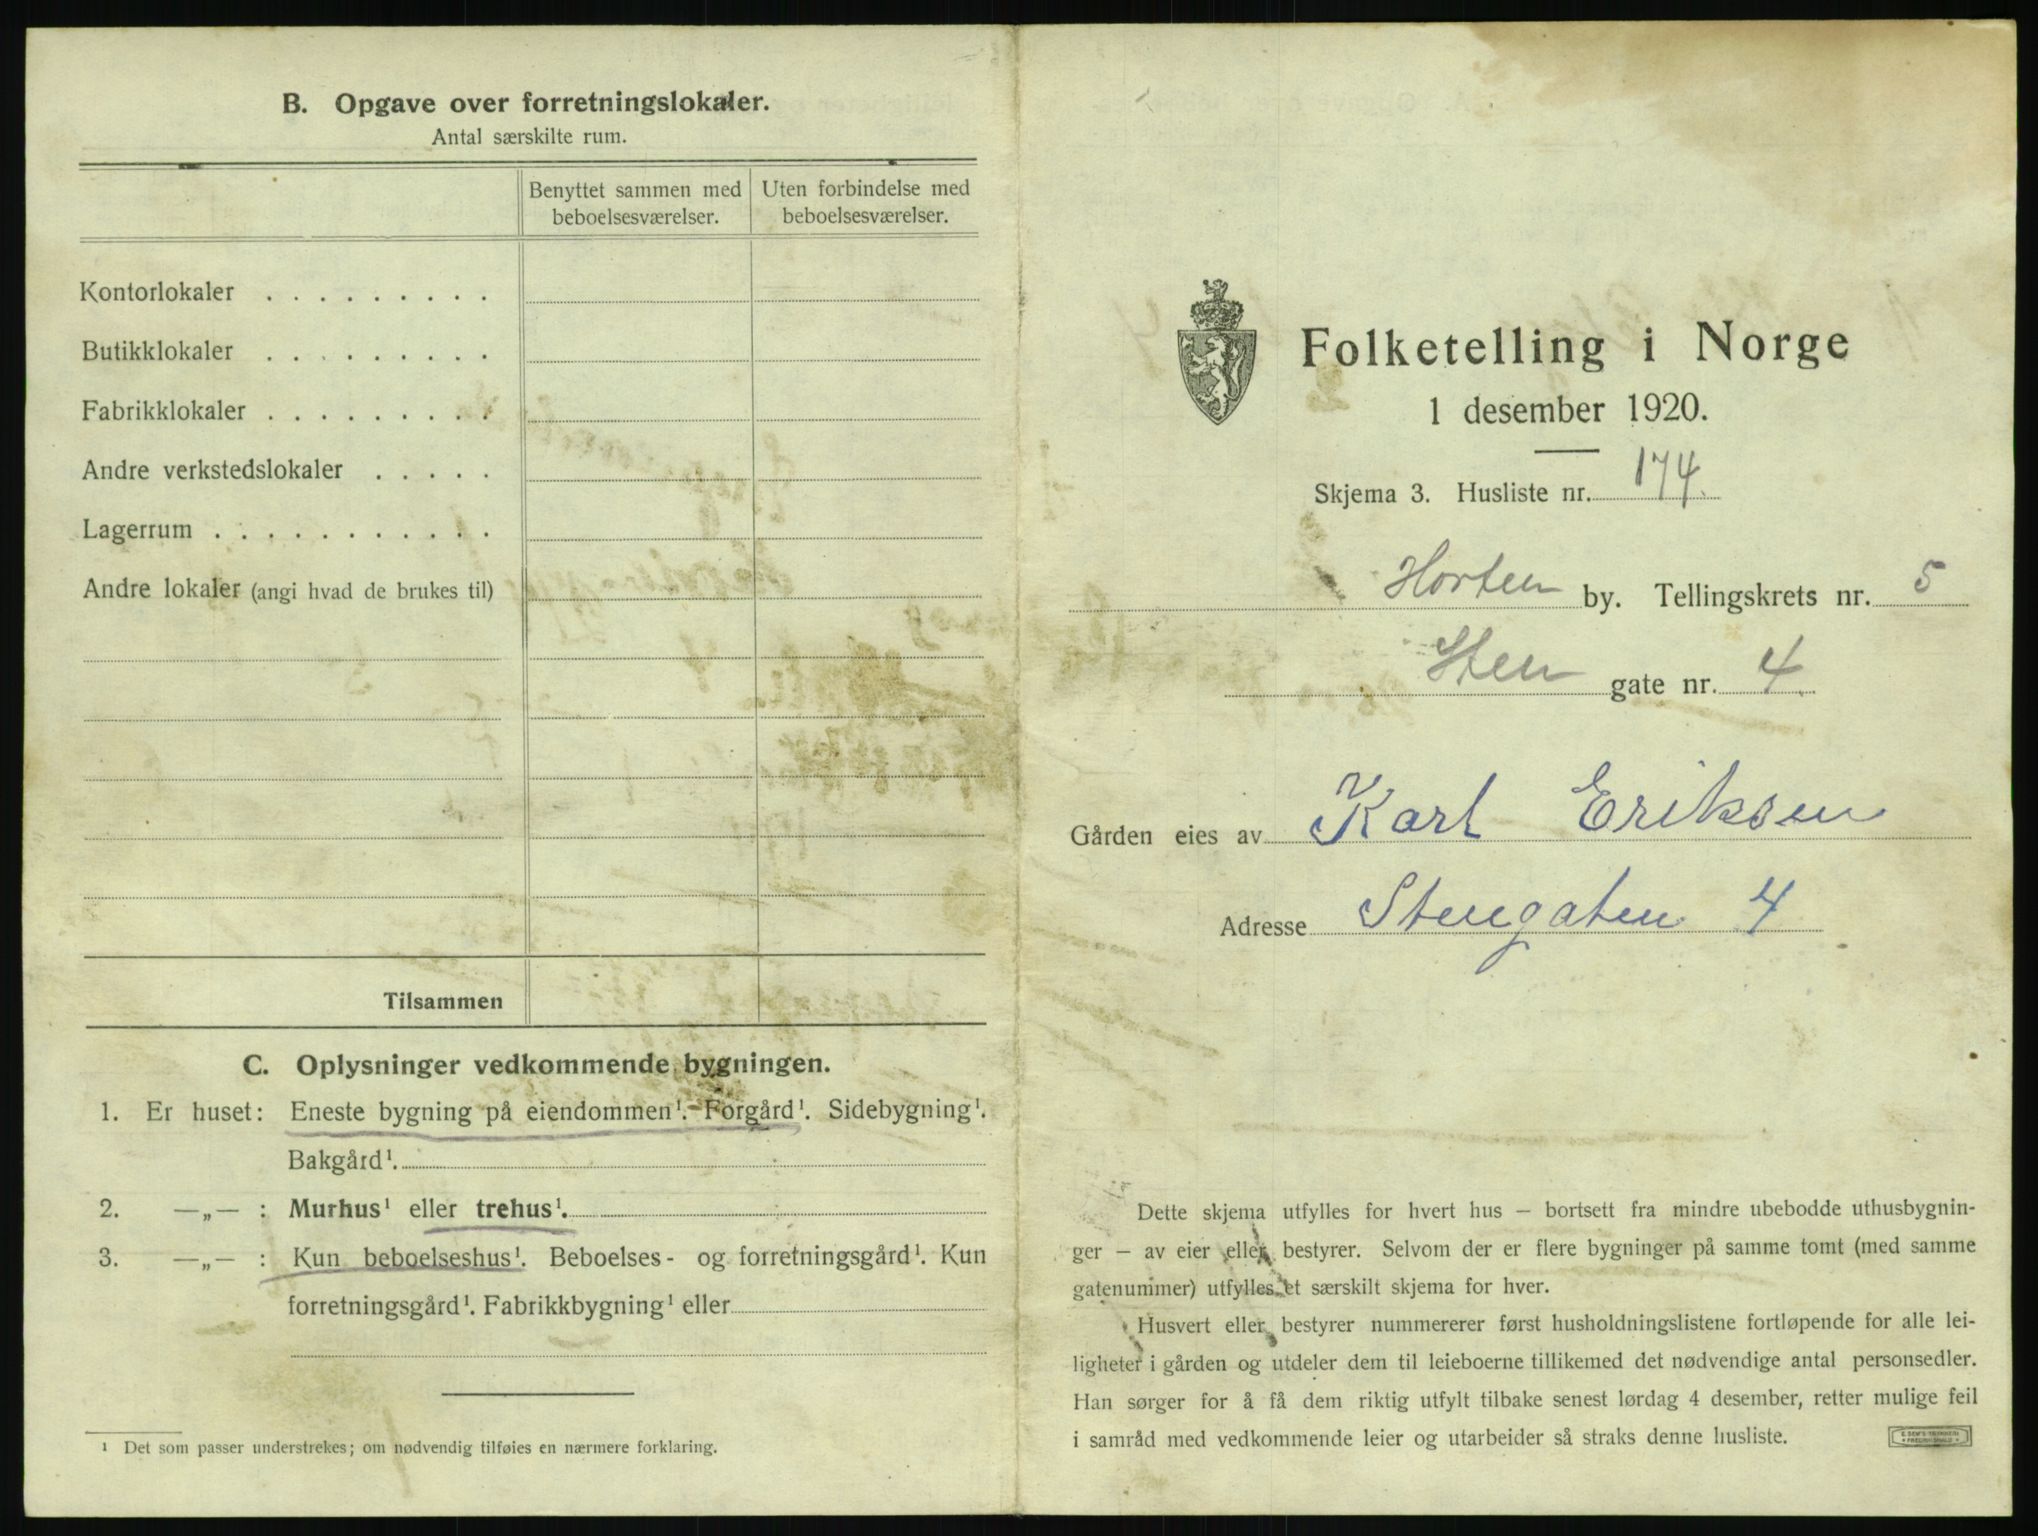 B. Opgave over forretningslokaler.
Antal særskilte rum.
Benyttet sammen med beboelsesværelser.
Uten forbindelse med beboelsesværelser.
Kontorlokaler . . . . . . . . .
Butikklokaler . . . . . . . . .
Fabrikklokaler . . . . . . . . .
Andre verkstedslokaler . . . . .
Lagerrum . . . . . . . . . . .
Andre lokaler (angi hvad de brukes til)
Tilsammen
C. Oplysninger vedkommende bygningen.
1. Er huset: Eneste bygning på eiendommen¹. Forgård¹. Sidebygning¹.
Bakgård¹.
2. —„— : Murhus¹ eller trehus¹.
3. —„— : Kun beboelseshus¹. Beboelses- og forretningsgård¹. Kun
forretningsgård¹. Fabrikkbygning¹ eller
¹ Det som passer understrekes; om nødvendig tilføies en nærmere forklaring.
Folketelling i Norge
1 desember 1920.
Skjema 3. Husliste nr. 174.
Horten by. Tellingskrets nr. 5
Sten gate nr. 4.
Gården eies av Karl Eriksen
Adresse Stengaten 4
Dette skjema utfylles for hvert hus – bortsett fra mindre ubebodde uthusbygnin-
ger – av eier eller bestyrer. Selvom der er flere bygninger på samme tomt (med samme
gatenummer) utfylles et særskilt skjema for hver.
Husvert eller bestyrer nummererer først husholdningslistene fortløpende for alle lei-
ligheter i gården og utdeler dem til leieboerne tillikemed det nødvendige antal personsedler.
Han sørger for å få dem riktig utfylt tilbake senest lørdag 4 desember, retter mulige feil
i samråd med vedkommende leier og utarbeider så straks denne husliste.